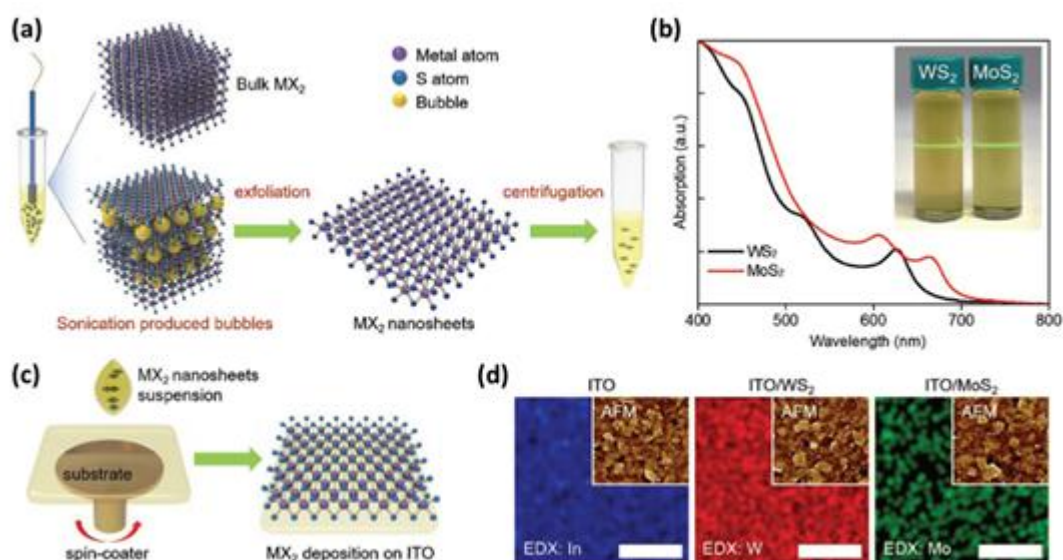 (a)
Bulk MX₂
Metal atom
S atom
Bubble
exfoliation
centrifugation
Sonication produced bubbles
MX₂ nanosheets
(b)
Absorption (a.u.)
WS₂ MoS₂
WS₂
MoS₂
400 500 600 700 800
Wavelength (nm)
(c)
MX₂ nanosheets
suspension
substrate
spin-coater
MX₂ deposition on ITO
(d)
ITO ITO/WS₂ ITO/MoS₂
AFM AFM AFM
EDX: In EDX: W EDX: Mo